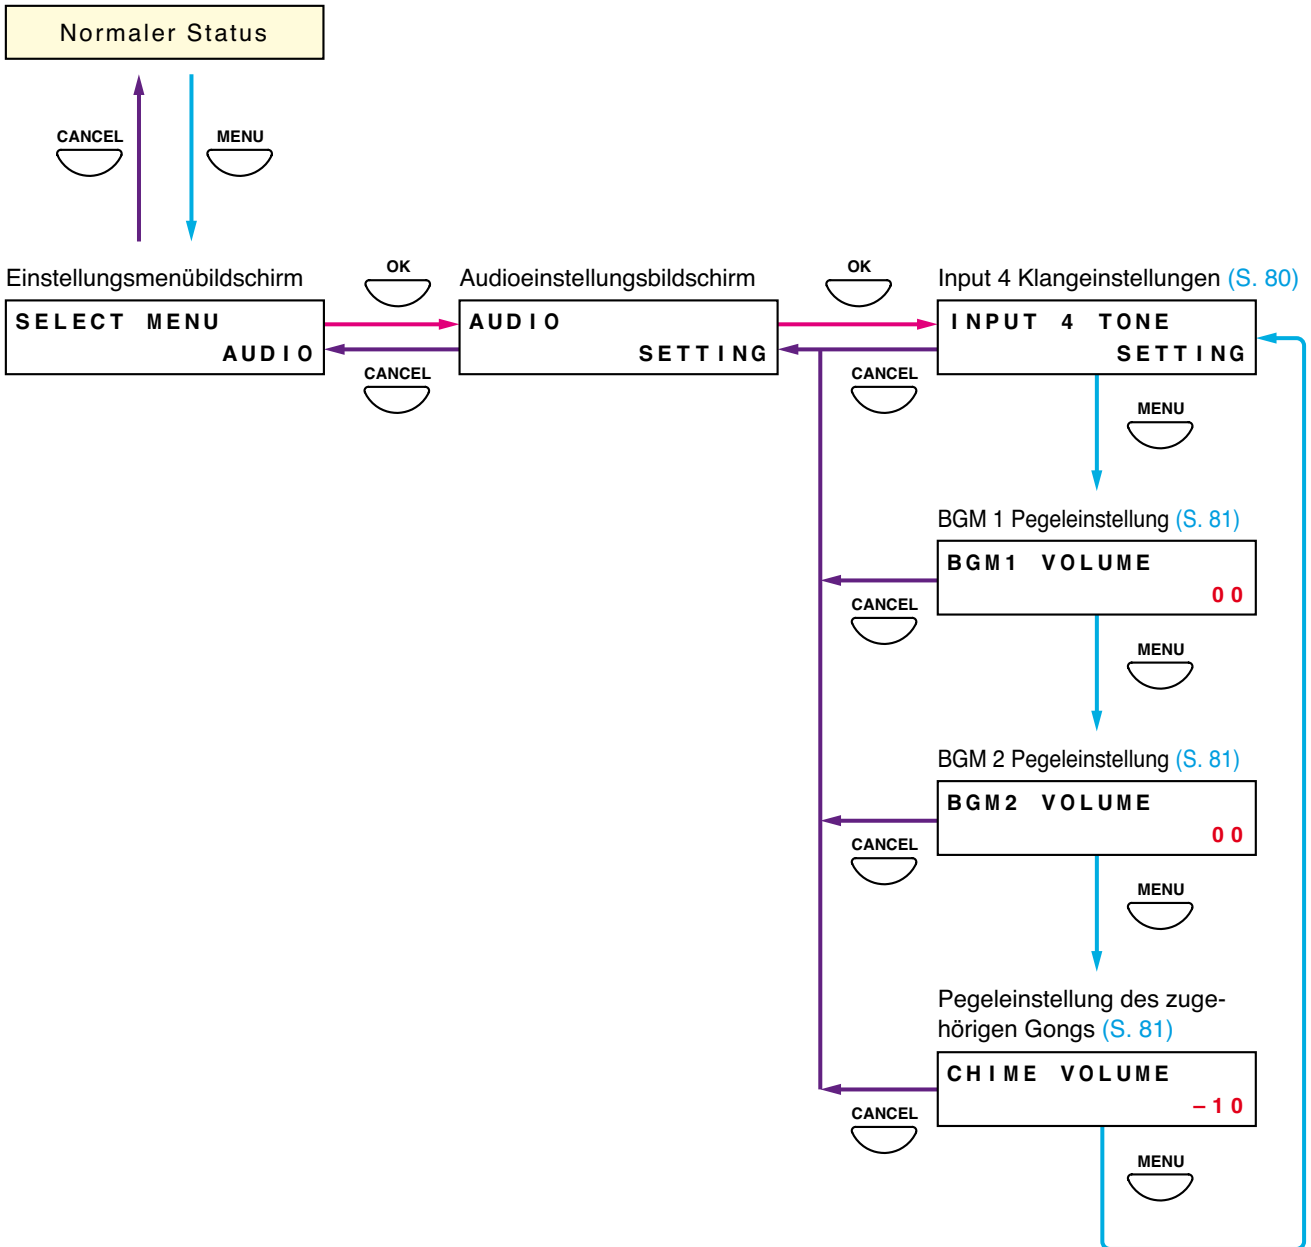 Normaler Status
CANCEL
MENU
Einstellungsmenübildschirm
SELECT MENU
AUDIO
OK
CANCEL
Audioeinstellungsbildschirm
AUDIO
SETTING
OK
CANCEL
Input 4 Klangeinstellungen (S. 80)
INPUT 4 TONE
SETTING
MENU
BGM 1 Pegeleinstellung (S. 81)
BGM1 VOLUME
00
CANCEL
MENU
BGM 2 Pegeleinstellung (S. 81)
BGM2 VOLUME
00
CANCEL
MENU
Pegeleinstellung des zuge-
hörigen Gongs (S. 81)
CHIME VOLUME
–10
CANCEL
MENU